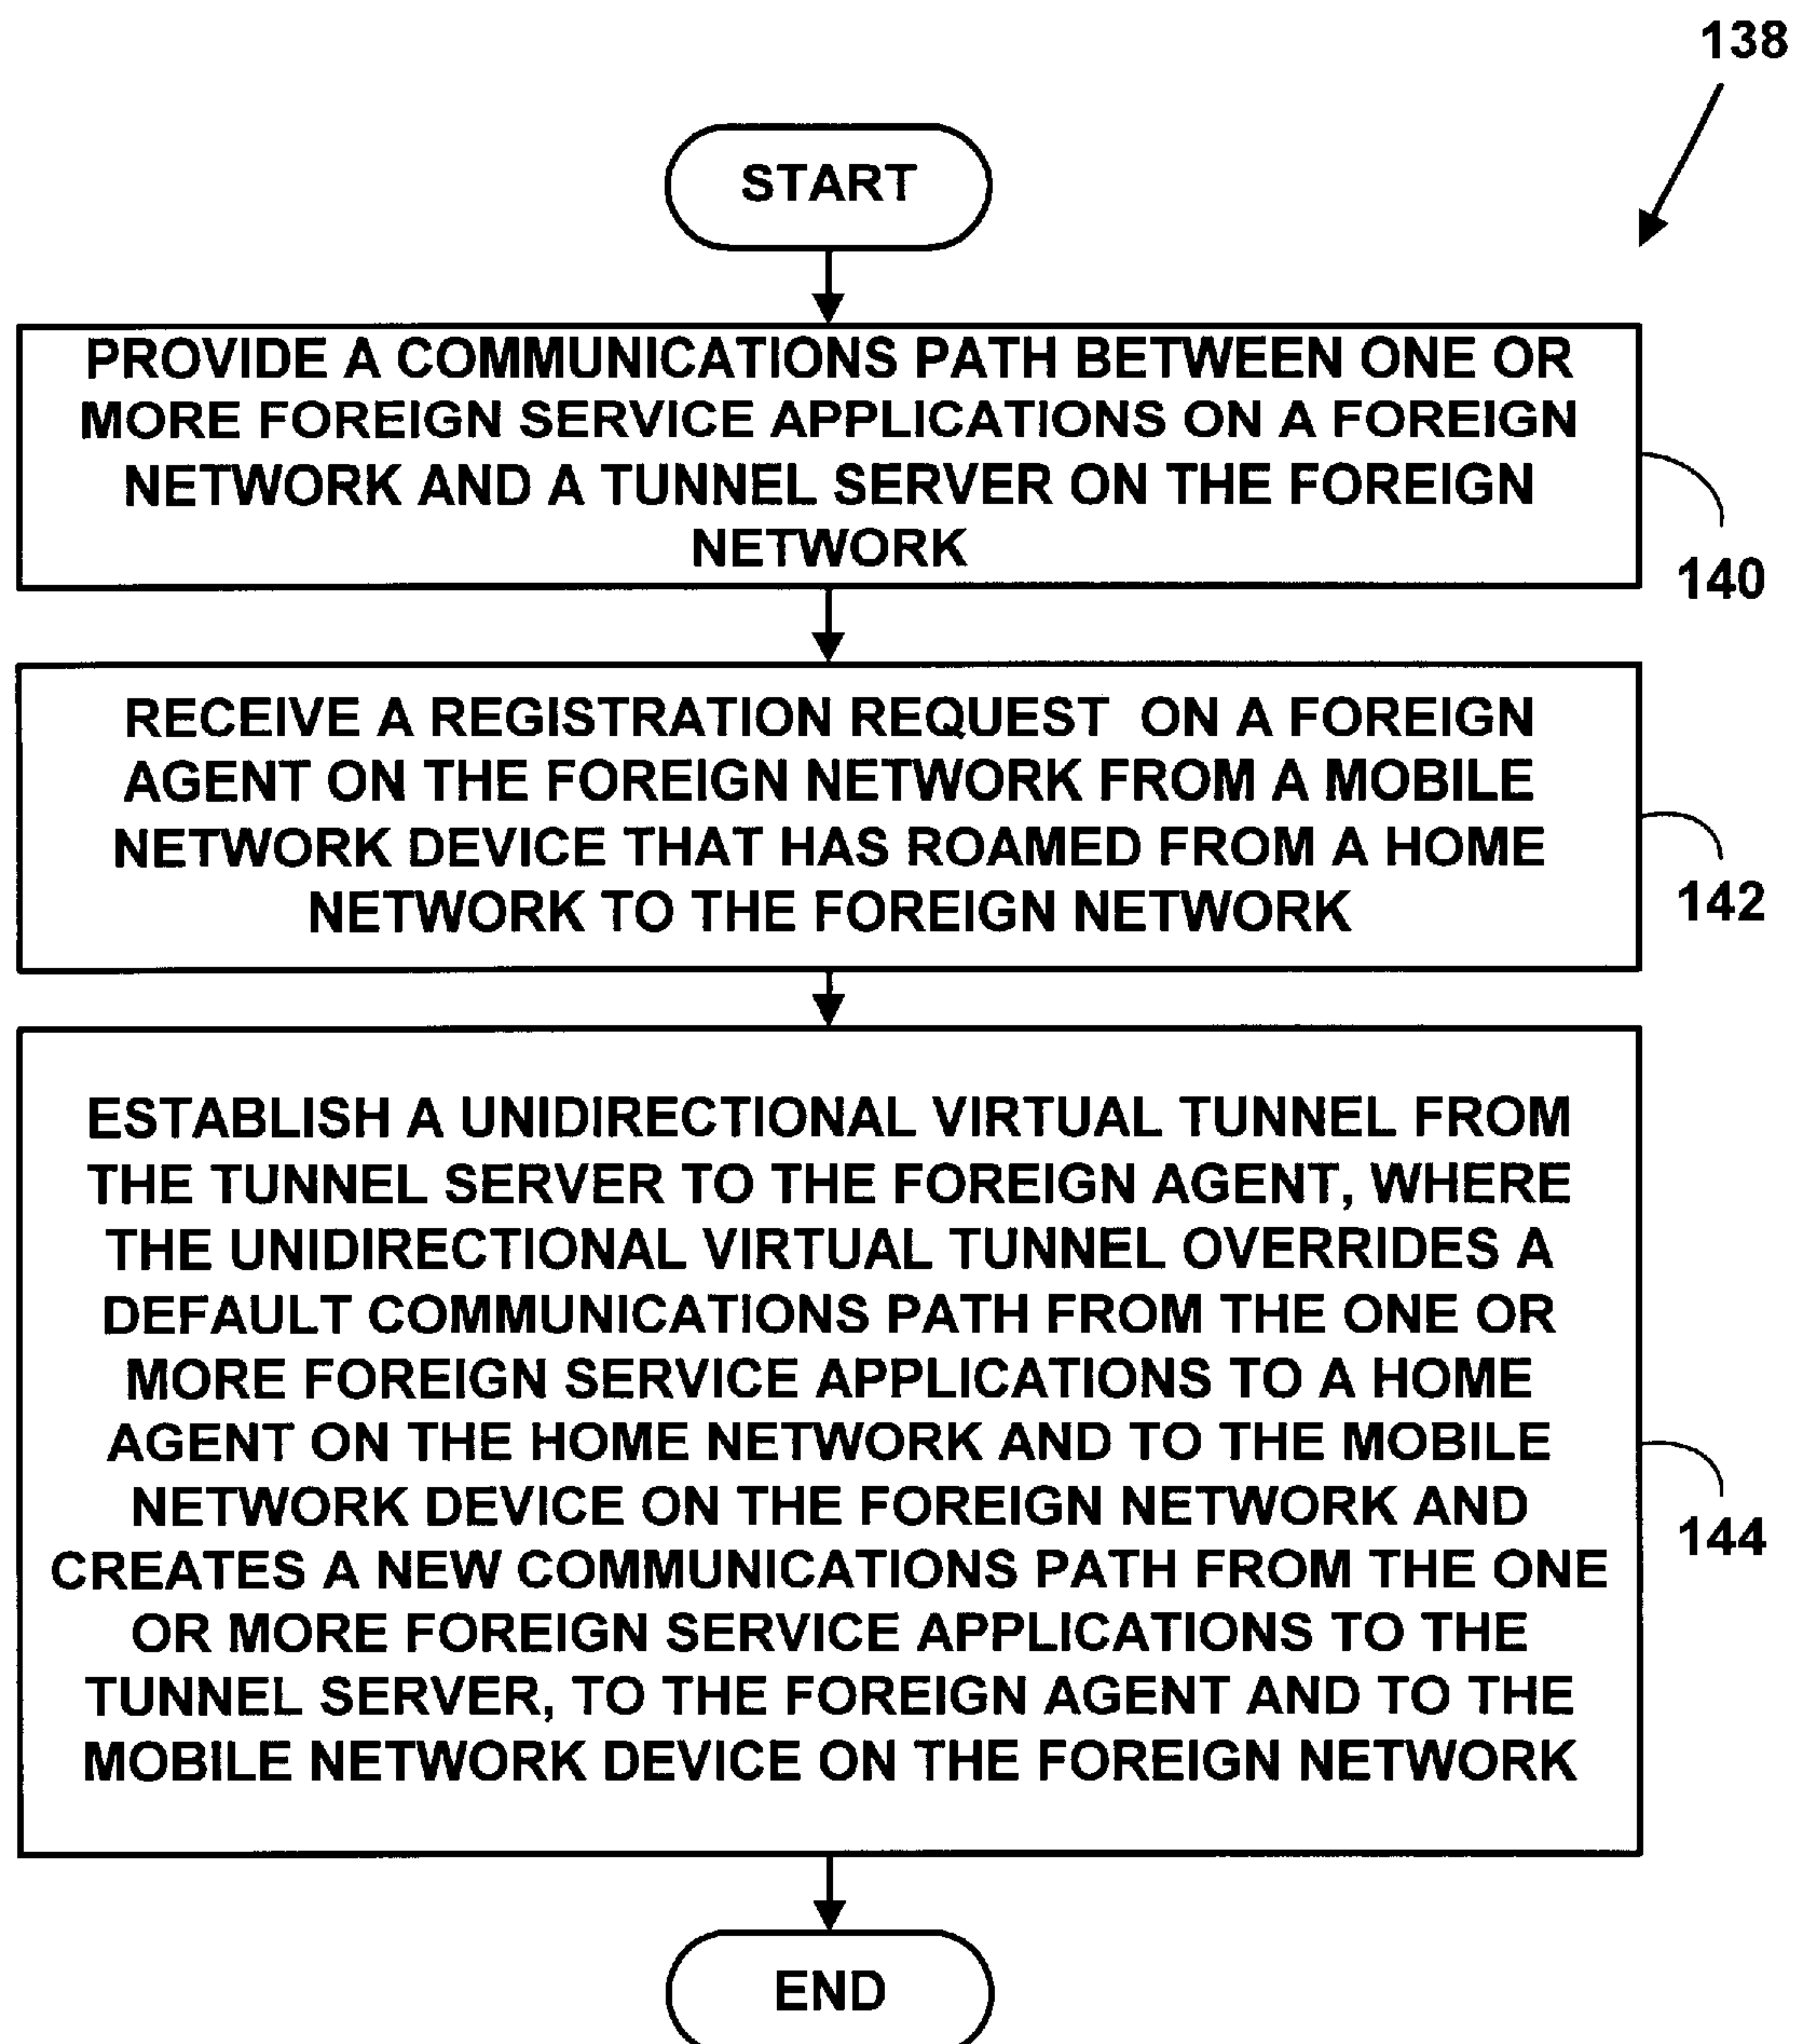 138
START
PROVIDE A COMMUNICATIONS PATH BETWEEN ONE OR
MORE FOREIGN SERVICE APPLICATIONS ON A FOREIGN
NETWORK AND A TUNNEL SERVER ON THE FOREIGN
NETWORK
140
RECEIVE A REGISTRATION REQUEST ON A FOREIGN
AGENT ON THE FOREIGN NETWORK FROM A MOBILE
NETWORK DEVICE THAT HAS ROAMED FROM A HOME
NETWORK TO THE FOREIGN NETWORK
142
ESTABLISH A UNIDIRECTIONAL VIRTUAL TUNNEL FROM
THE TUNNEL SERVER TO THE FOREIGN AGENT, WHERE
THE UNIDIRECTIONAL VIRTUAL TUNNEL OVERRIDES A
DEFAULT COMMUNICATIONS PATH FROM THE ONE OR
MORE FOREIGN SERVICE APPLICATIONS TO A HOME
AGENT ON THE HOME NETWORK AND TO THE MOBILE
NETWORK DEVICE ON THE FOREIGN NETWORK AND
CREATES A NEW COMMUNICATIONS PATH FROM THE ONE
OR MORE FOREIGN SERVICE APPLICATIONS TO THE
TUNNEL SERVER, TO THE FOREIGN AGENT AND TO THE
MOBILE NETWORK DEVICE ON THE FOREIGN NETWORK
144
END